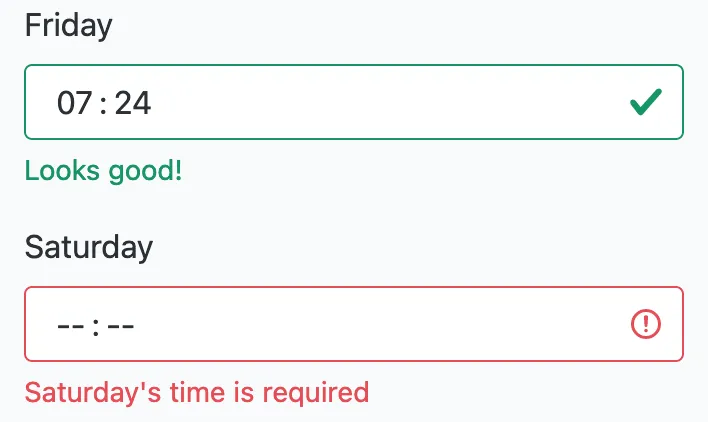 Friday
07 : 24
Looks good!
Saturday
-- : --
Saturday's time is required